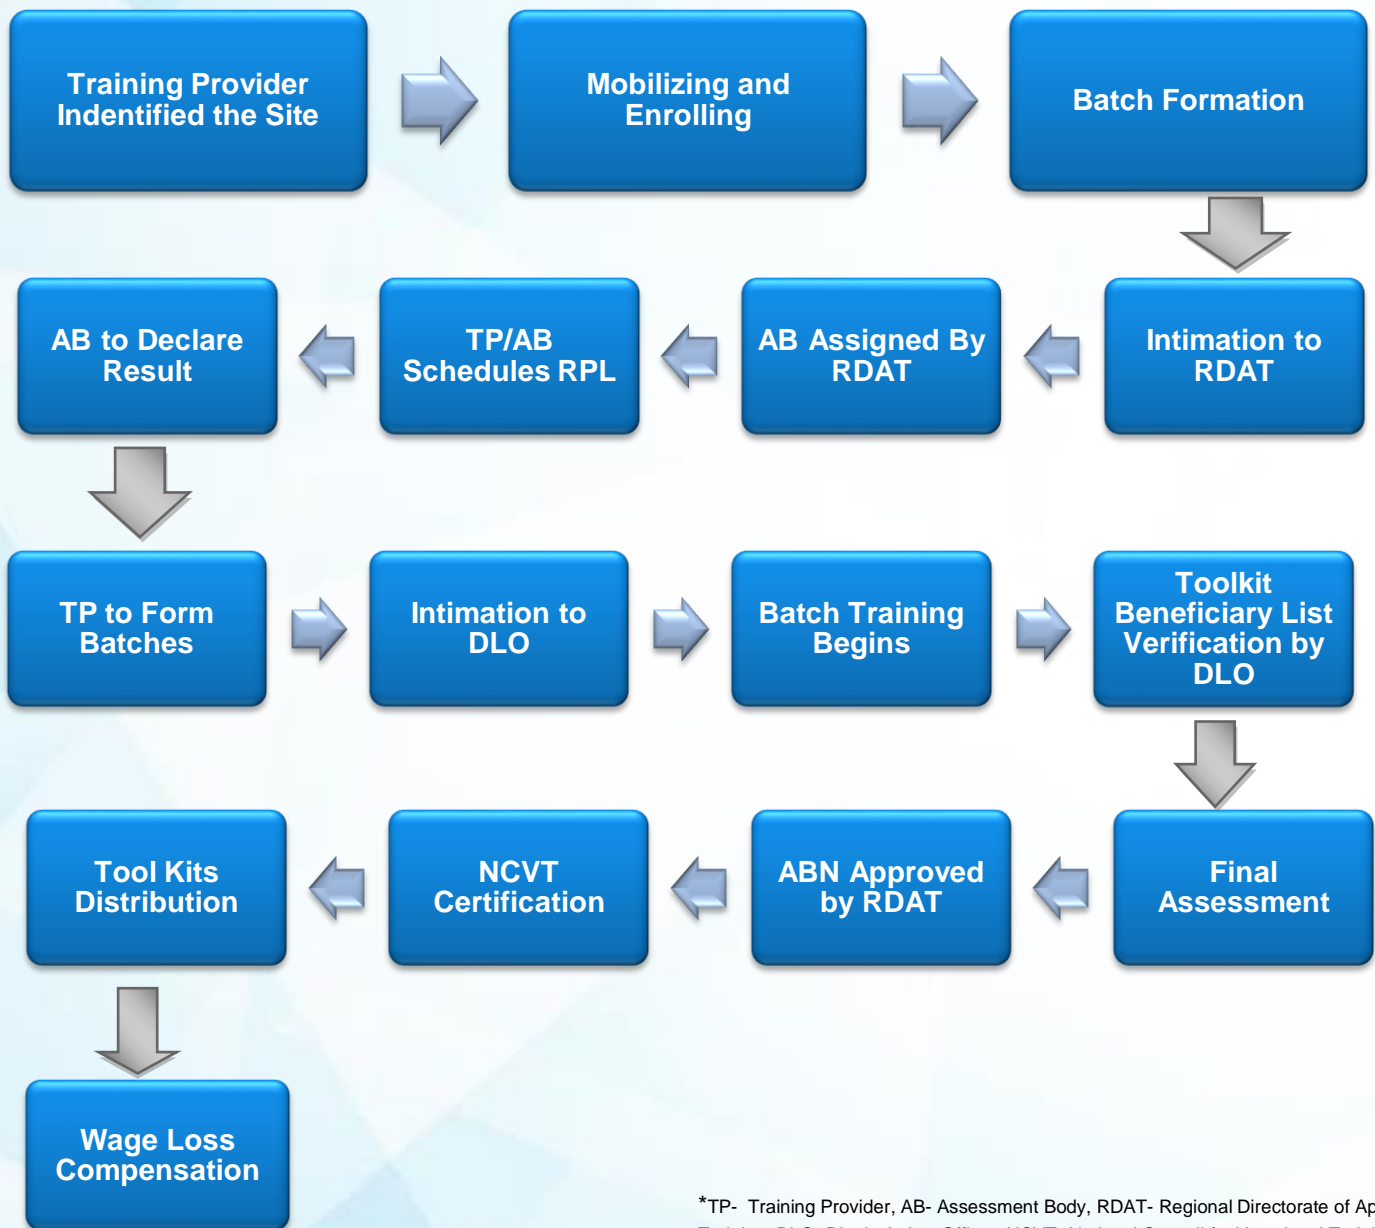 Training Provider
Indentified the Site
Mobilizing and
Enrolling
Batch Formation
Intimation to
RDAT
AB Assigned By
RDAT
TP/AB
Schedules RPL
AB to Declare
Result
TP to Form
Batches
Intimation to
DLO
Batch Training
Begins
Toolkit
Beneficiary List
Verification by
DLO
Final
Assessment
ABN Approved
by RDAT
NCVT
Certification
Tool Kits
Distribution
Wage Loss
Compensation
*TP- Training Provider, AB- Assessment Body, RDAT- Regional Directorate of Ap